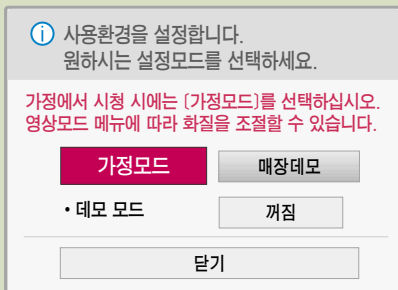 사용환경을 설정합니다.
원하시는 설정모드를 선택하세요.
가정에서 시청 시에는 (가정모드)를 선택하십시오.
영상모드 메뉴에 따라 화질을 조절할 수 있습니다.
가정모드 매장데모
• 데모 모드 꺼짐
닫기